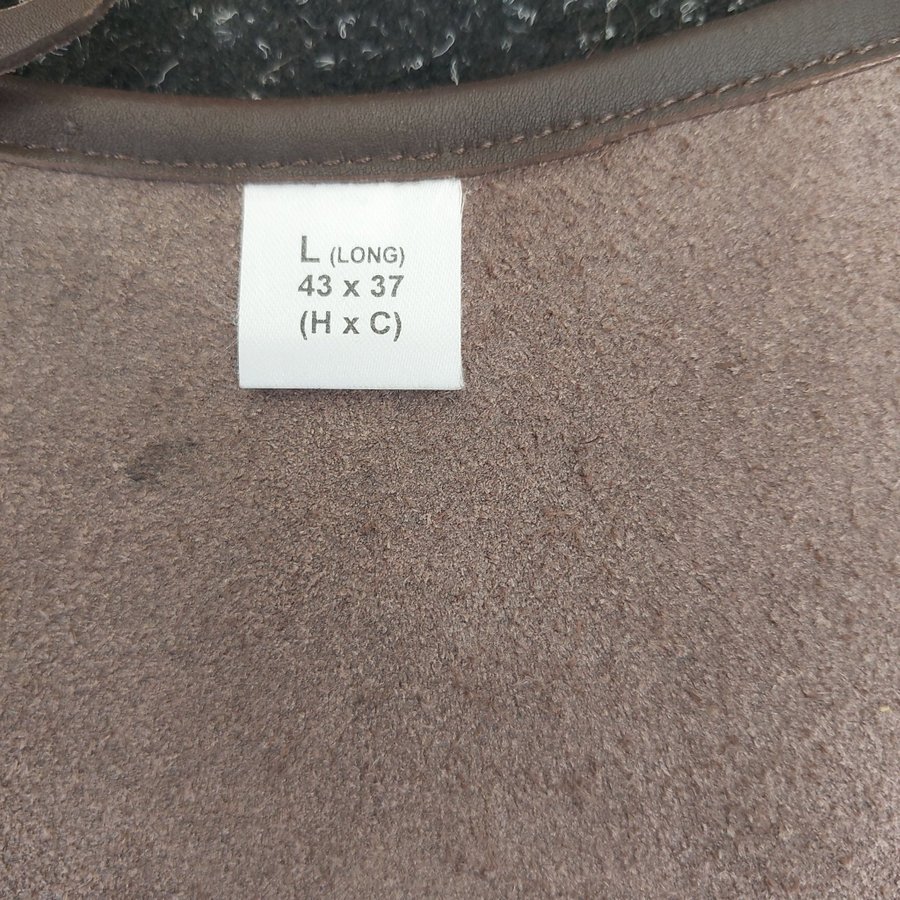 L (LONG)
43 x 37
(H x C)